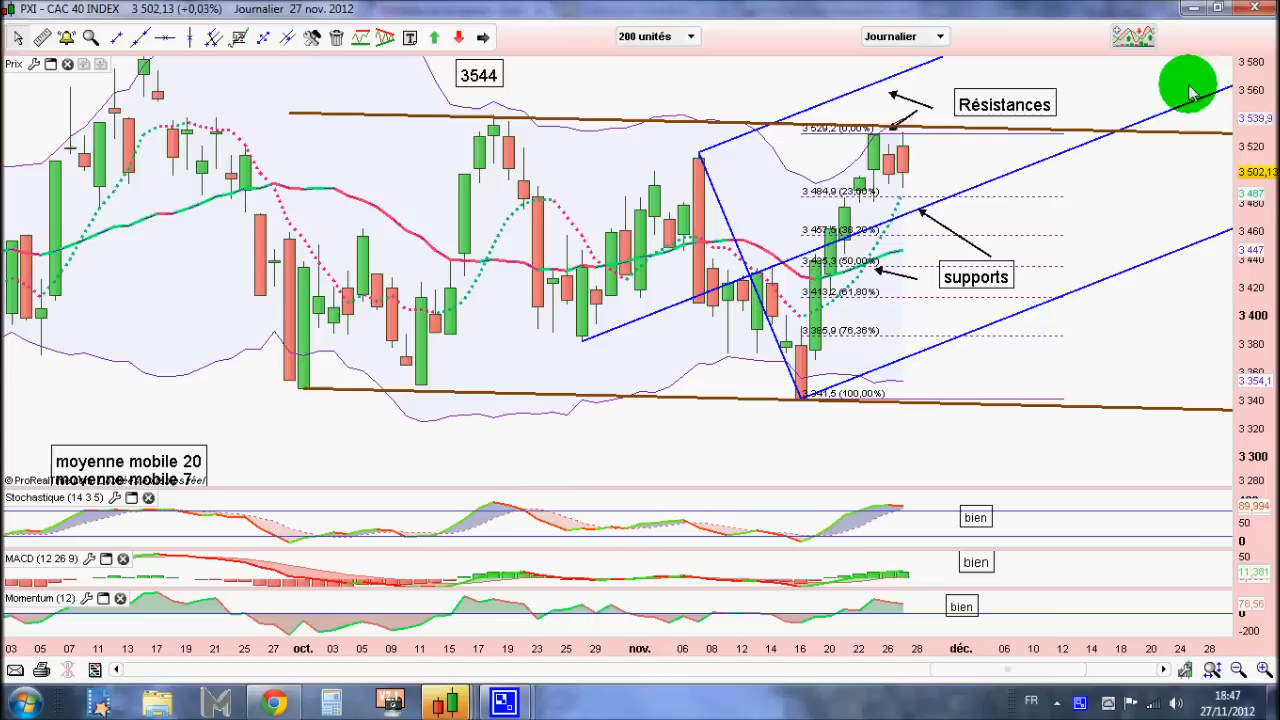 PXI - CAC 40 INDEX 3 502,13 (+0,03%) Journalier 27 nov. 2012
200 unités
Journalier
Prix
3544
Résistances
3 529,2 (0,00%)
3 484,9 (23,60%)
3 457,5 (38,20%)
supports
3 435,3 (50,00%)
3 413,2 (61,80%)
3 385,9 (76,36%)
3 341,5 (100,00%)
3 580
3 560
3 539,9
3 520
3 502,13
3 487
3 480
3 460
3 447
3 440
3 420
3 400
3 380
3 360
3 354,1
3 340
3 320
3 300
3 280
moyenne mobile 20
moyenne mobile 7
Stochastique (14 3 5)
bien
89,994
50
0
MACD (12 26 9)
bien
50
11,381
Momentum (12)
bien
78,56
0
-200
03 05 07 11 13 17 19 21 25 27 oct. 03 05 09 11 15 17 19 23 25 29 nov. 06 08 12 14 16 20 22 26 28 déc. 06 10 12 14 18 20 24 28
FR
18:47
27/11/2012